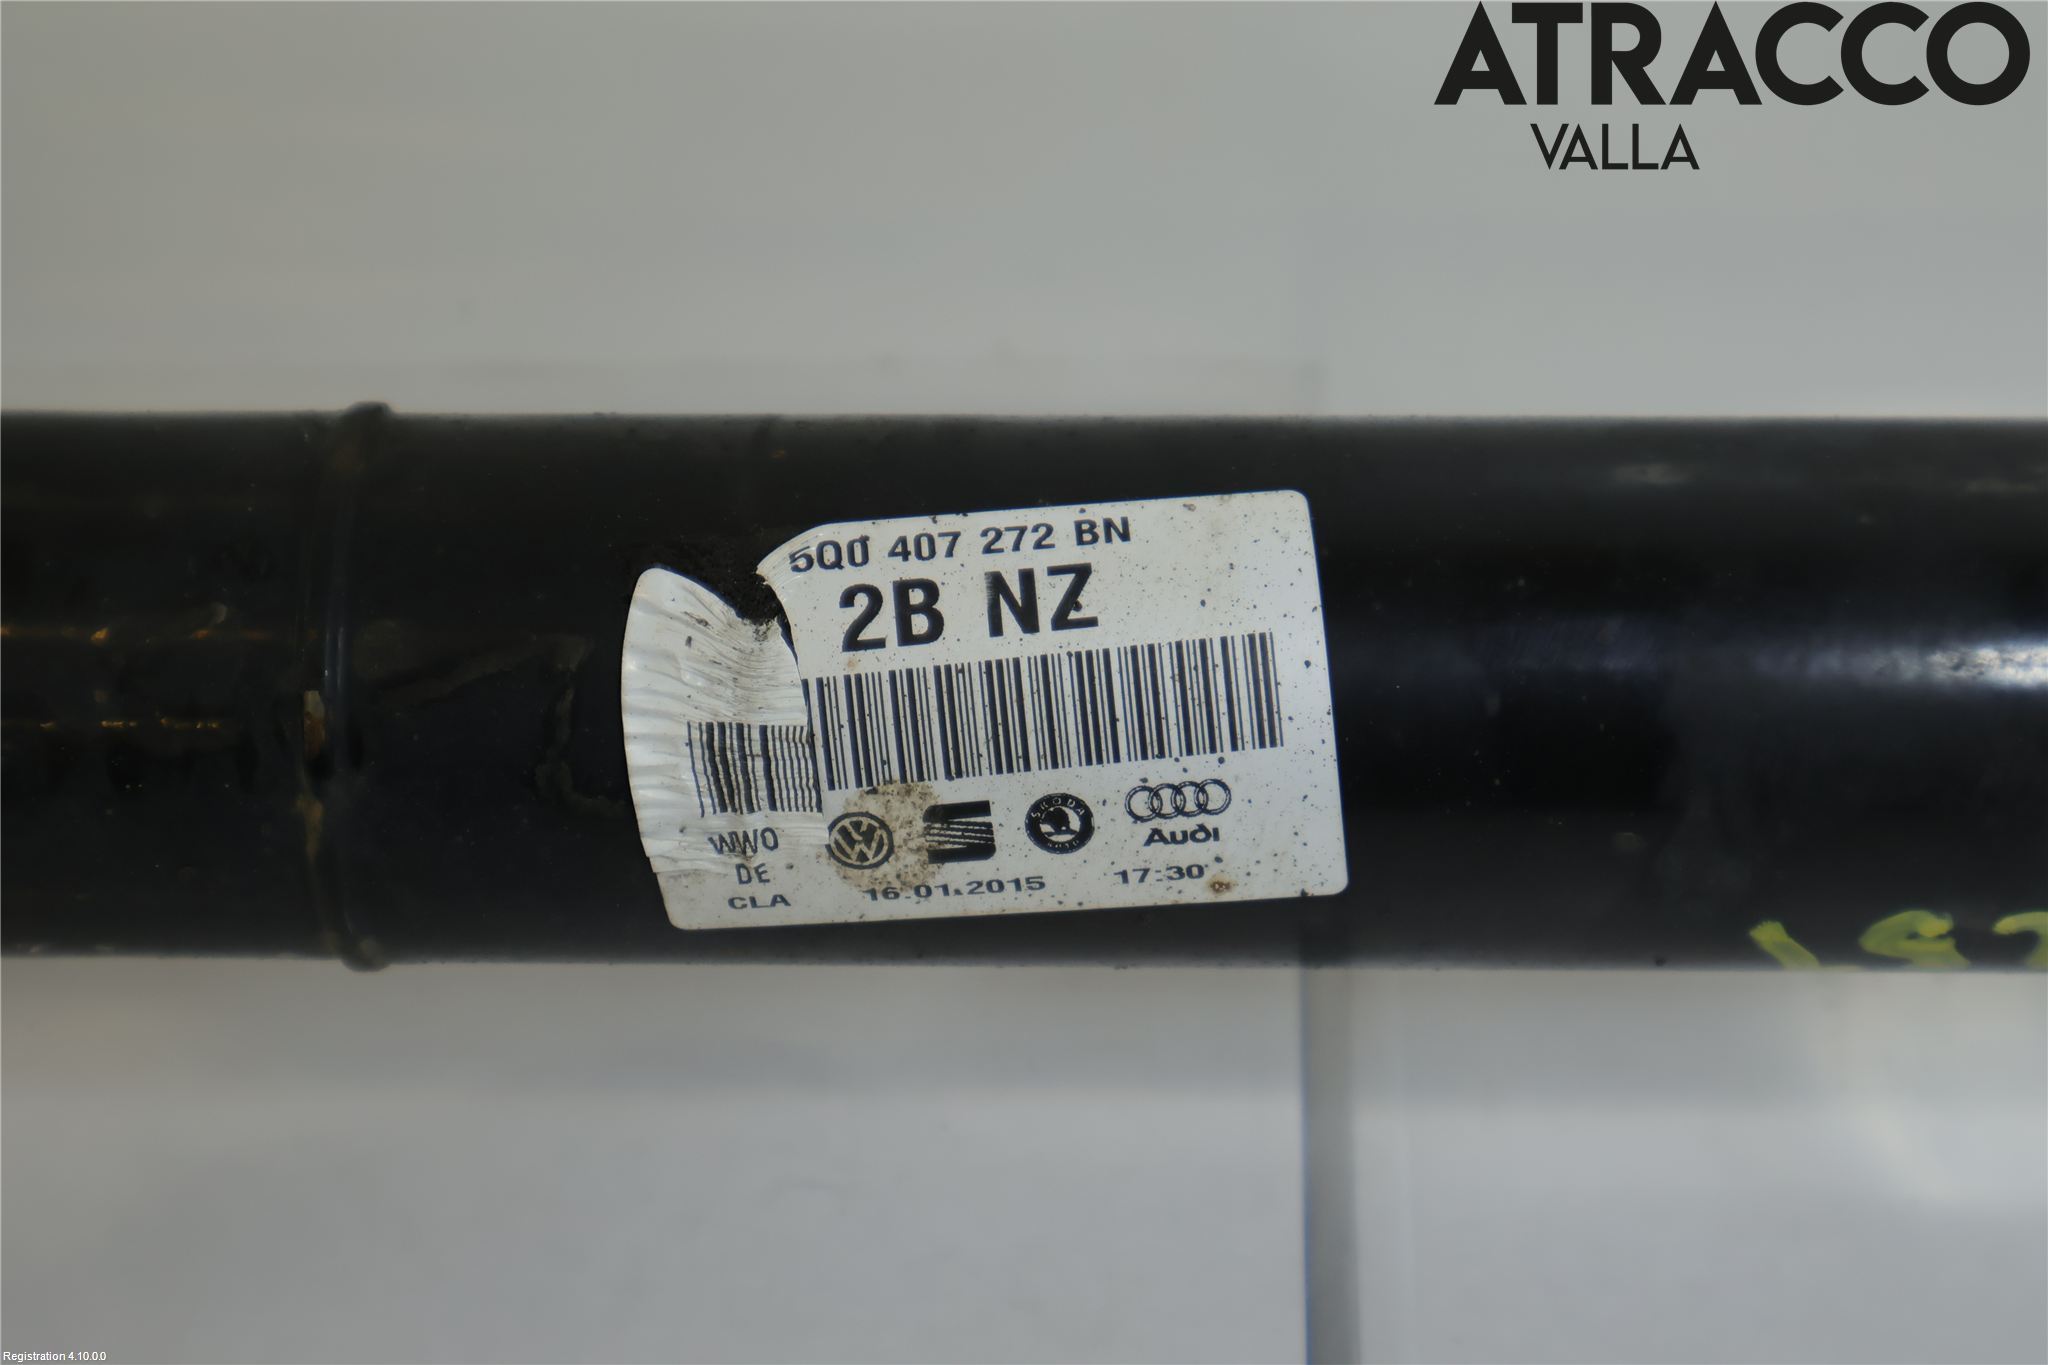 ATRACCO
VALLA
5Q0 407 272 BN
2B NZ
WWO
DE
CLA
SKODA
Audi
16.01.2015 17:30
Registration 4.10.0.0